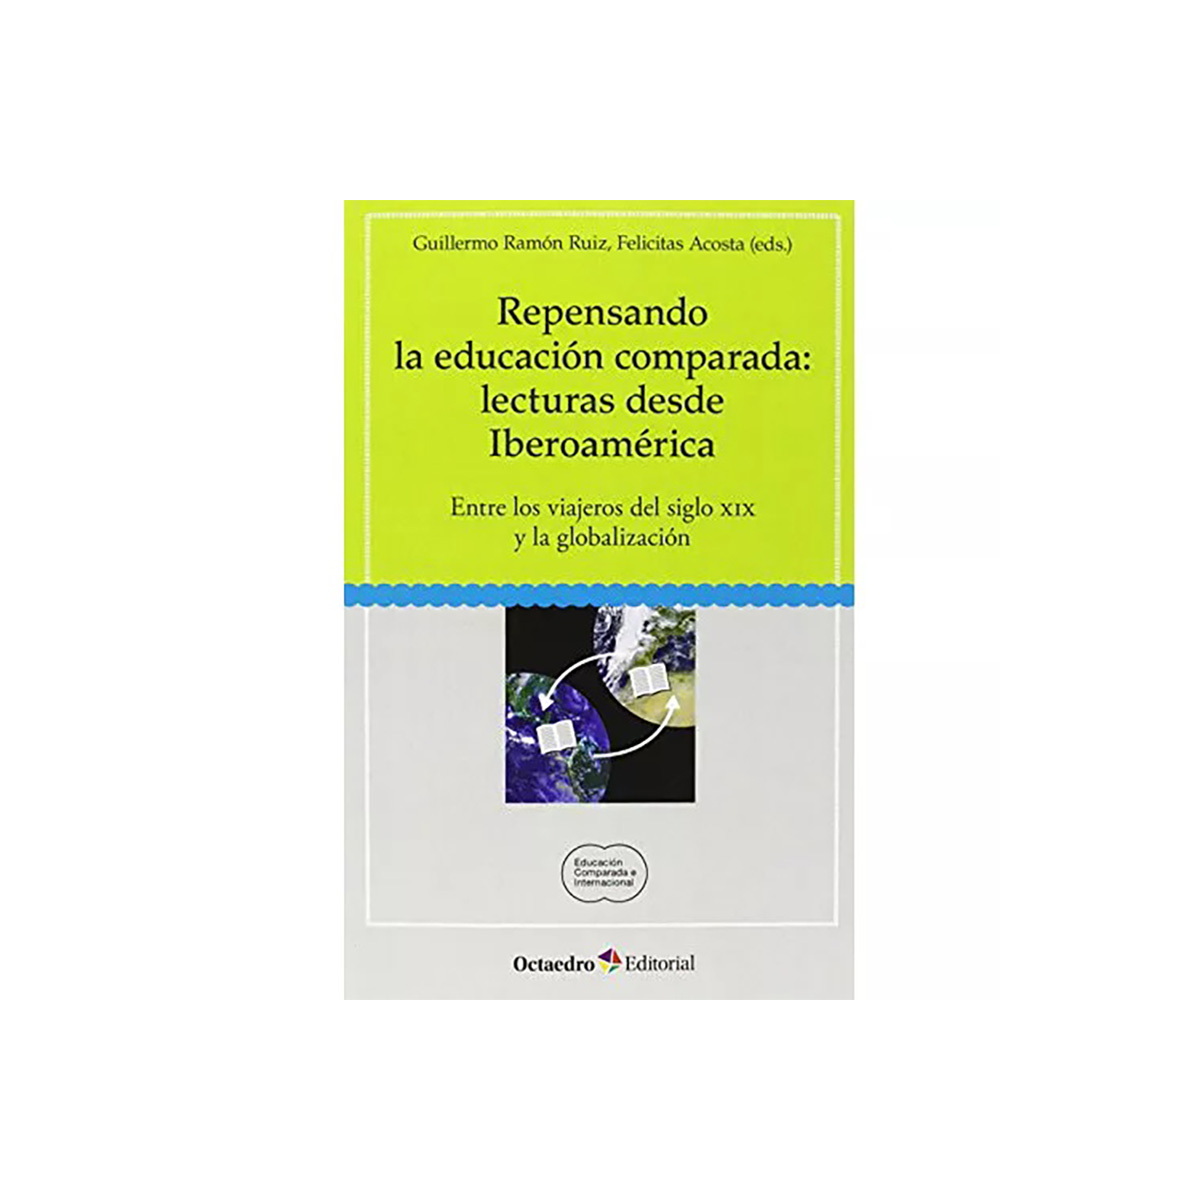 Guillermo Ramón Ruiz, Felicitas Acosta (eds.)
Repensando
la educación comparada:
lecturas desde
Iberoamérica
Entre los viajeros del siglo XIX
y la globalización
Educación
Comparada e
Internacional
Octaedro Editorial